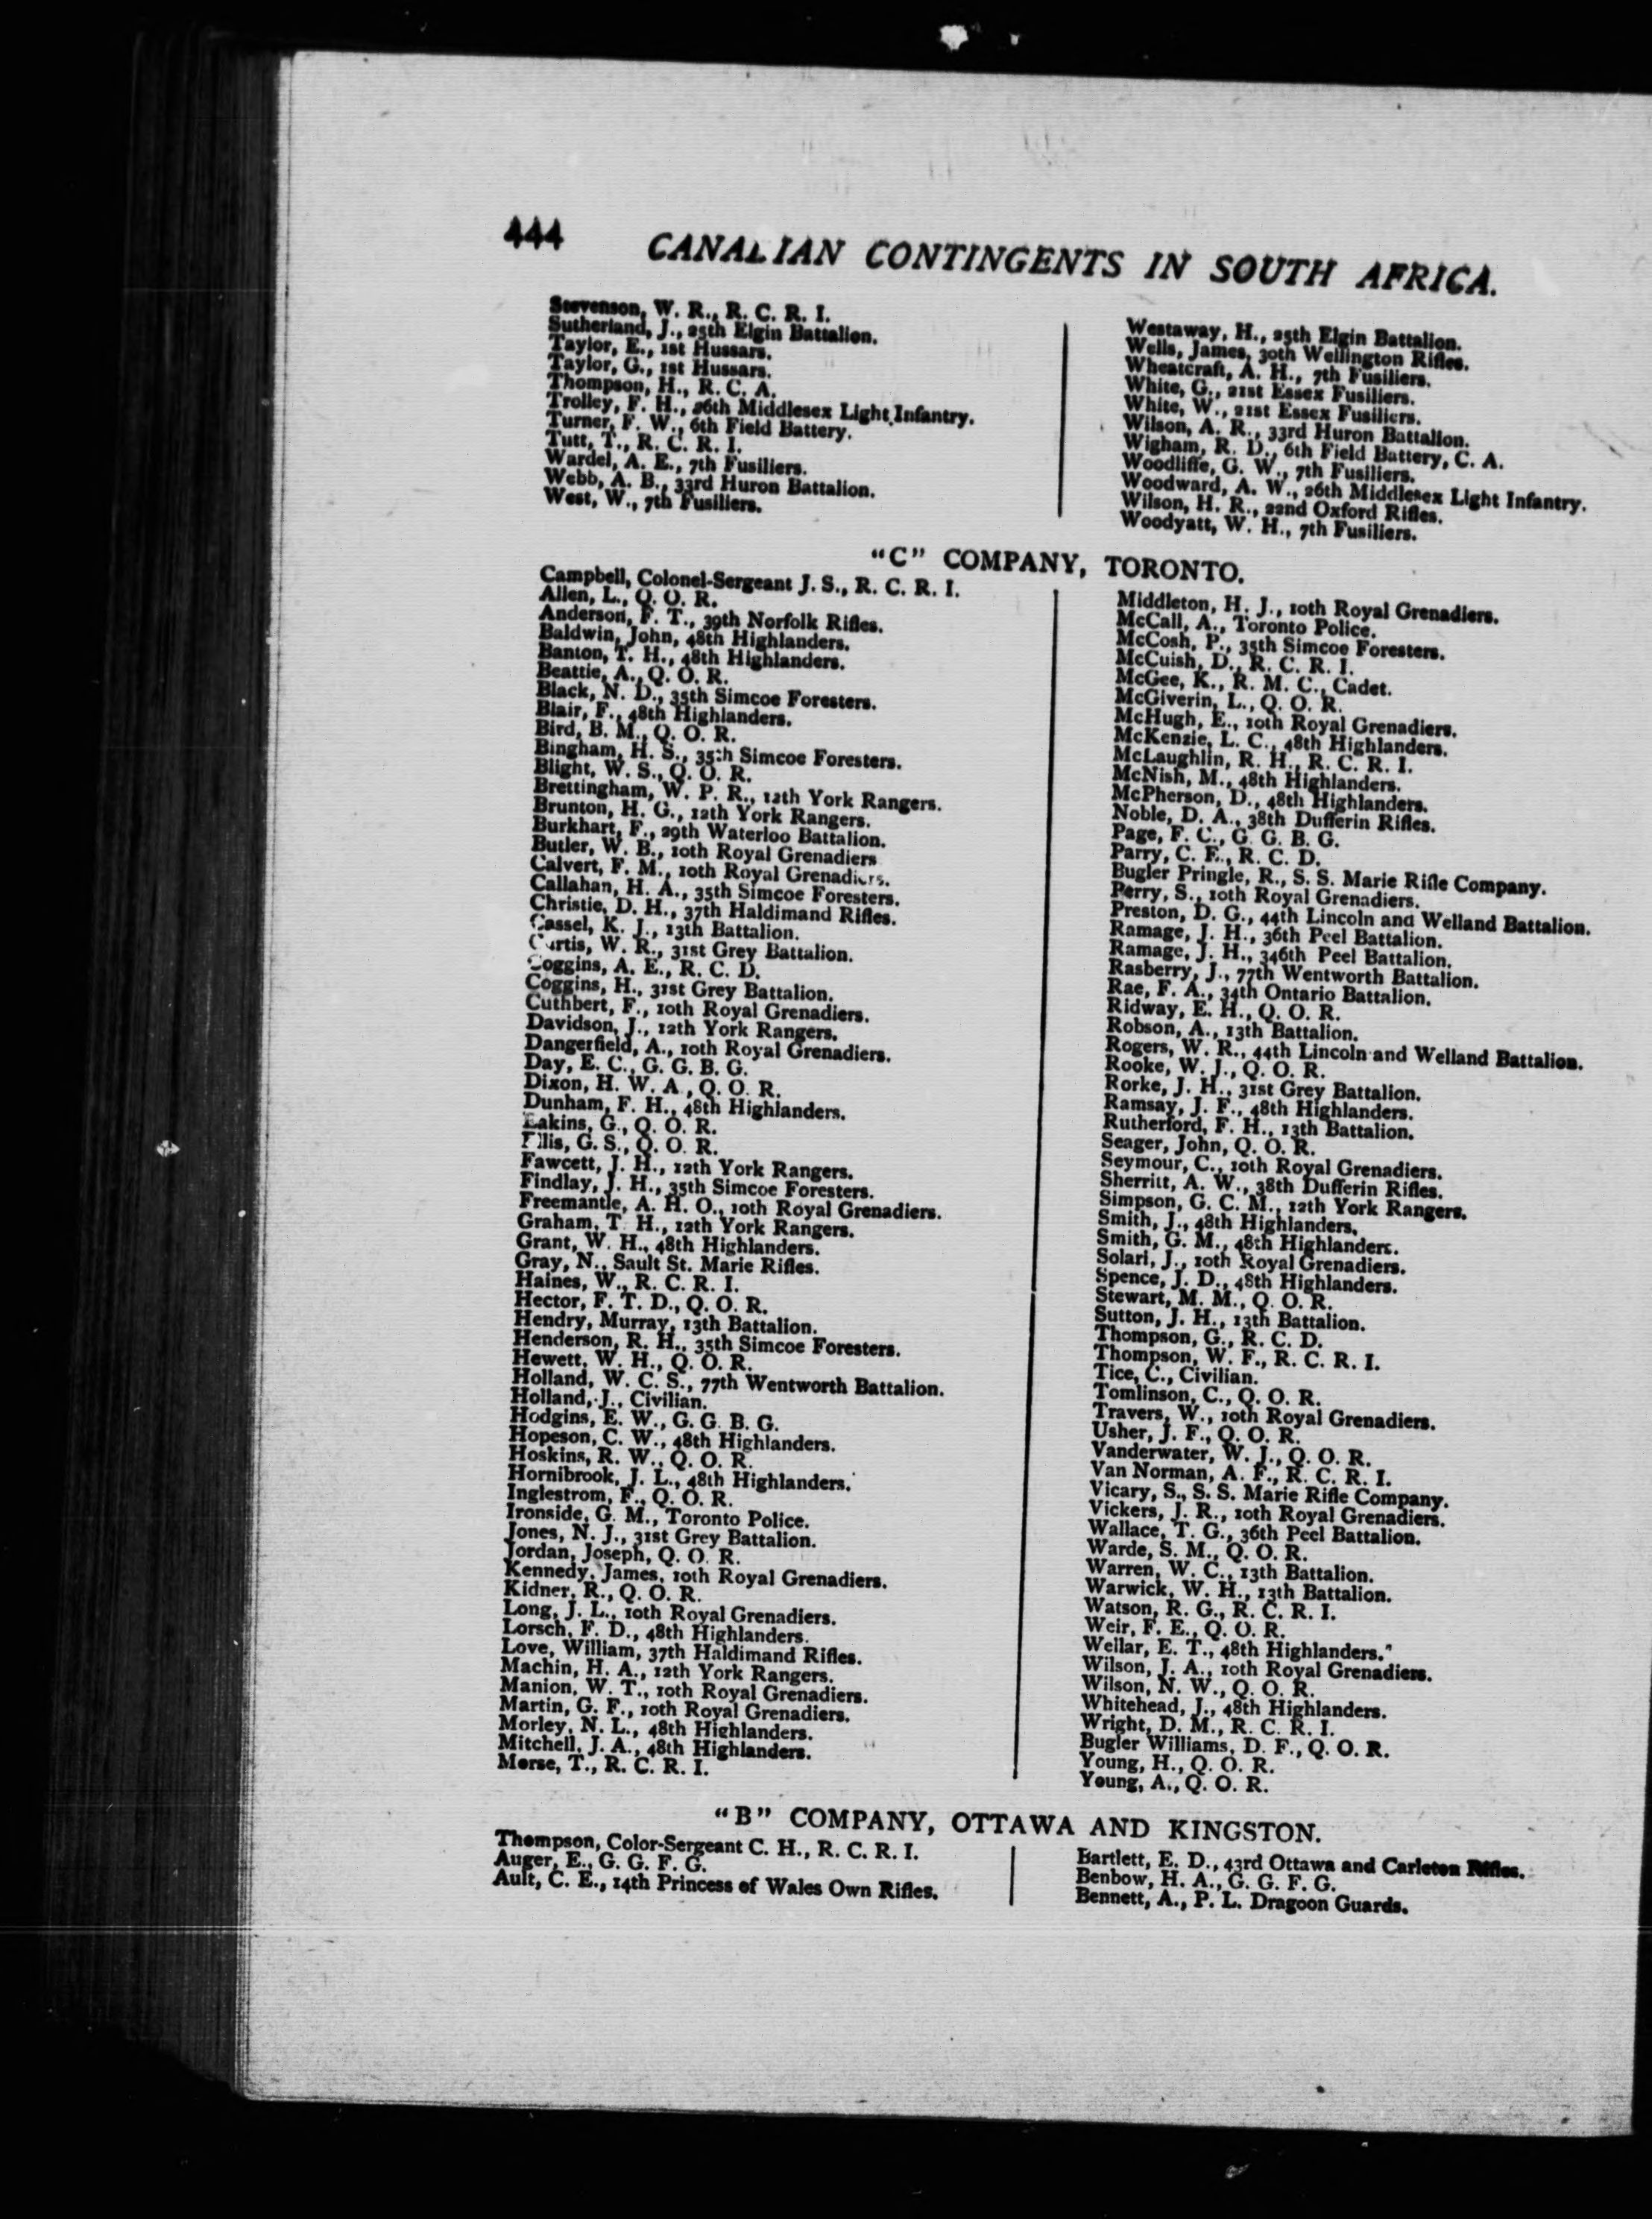 444
CANADIAN CONTINGENTS IN SOUTH AFRICA.
Stevenson, W. R., R. C. R. I.
Sutherland, J., 25th Elgin Battalion.
Taylor, E., 1st Hussars.
Taylor, G., 1st Hussars.
Thompson, H., R. C. A.
Trolley, F. H., 26th Middlesex Light Infantry.
Turner, F. W., 6th Field Battery.
Tutt, T., R. C. R. I.
Wardel, A. E., 7th Fusiliers.
Webb, A. B., 33rd Huron Battalion.
West, W., 7th Fusiliers.
Westaway, H., 25th Elgin Battalion.
Wells, James, 30th Wellington Rifles.
Wheatcraft, A. H., 7th Fusiliers.
White, G., 21st Essex Fusiliers.
White, W., 21st Essex Fusiliers.
Wilson, A. R., 33rd Huron Battalion.
Wigham, R. D., 6th Field Battery, C. A.
Woodliffe, G. W., 7th Fusiliers.
Woodward, A. W., 26th Middlesex Light Infantry.
Wilson, H. R., 22nd Oxford Rifles.
Woodyatt, W. H., 7th Fusiliers.
"C" COMPANY, TORONTO.
Campbell, Colonel-Sergeant J. S., R. C. R. I.
Allen, L., Q. O. R.
Anderson, F. T., 39th Norfolk Rifles.
Baldwin, John, 48th Highlanders.
Banton, T. H., 48th Highlanders.
Beattie, A., Q. O. R.
Black, N. D., 35th Simcoe Foresters.
Blair, F., 48th Highlanders.
Bird, B. M., Q. O. R.
Bingham, H. S., 35th Simcoe Foresters.
Blight, W. S., Q. O. R.
Brettingham, W. P. R., 12th York Rangers.
Brunton, H. G., 12th York Rangers.
Burkhart, F., 29th Waterloo Battalion.
Butler, W. B., 10th Royal Grenadiers
Calvert, F. M., 10th Royal Grenadiers.
Callahan, H. A., 35th Simcoe Foresters.
Christie, D. H., 37th Haldimand Rifles.
Cassel, K. J., 13th Battalion.
Curtis, W. R., 31st Grey Battalion.
Coggins, A. E., R. C. D.
Coggins, H., 31st Grey Battalion.
Cuthbert, F., 10th Royal Grenadiers.
Davidson, J., 12th York Rangers.
Dangerfield, A., 10th Royal Grenadiers.
Day, E. C., G. G. B. G.
Dixon, H. W. A., Q. O. R.
Dunham, F. H., 48th Highlanders.
Eakins, G., Q. O. R.
Ellis, G. S., Q. O. R.
Fawcett, J. H., 12th York Rangers.
Findlay, J. H., 35th Simcoe Foresters.
Freemantle, A. H. O., 10th Royal Grenadiers.
Graham, T. H., 12th York Rangers.
Grant, W. H., 48th Highlanders.
Gray, N., Sault St. Marie Rifles.
Haines, W., R. C. R. I.
Hector, F. T. D., Q. O. R.
Hendry, Murray, 13th Battalion.
Henderson, R. H., 35th Simcoe Foresters.
Hewett, W. H., Q. O. R.
Holland, W. C. S., 77th Wentworth Battalion.
Holland, J., Civilian.
Hodgins, E. W., G. G. B. G.
Hopeson, C. W., 48th Highlanders.
Hoskins, R. W., Q. O. R.
Hornibrook, J. L., 48th Highlanders.
Inglestrom, F., Q. O. R.
Ironside, G. M., Toronto Police.
Jones, N. J., 31st Grey Battalion.
Jordan, Joseph, Q. O. R.
Kennedy, James, 10th Royal Grenadiers.
Kidner, R., Q. O. R.
Long, J. L., 10th Royal Grenadiers.
Lorsch, F. D., 48th Highlanders.
Love, William, 37th Haldimand Rifles.
Machin, H. A., 12th York Rangers.
Manion, W. T., 10th Royal Grenadiers.
Martin, G. F., 10th Royal Grenadiers.
Morley, N. L., 48th Highlanders.
Mitchell, J. A., 48th Highlanders.
Morse, T., R. C. R. I.
Middleton, H. J., 10th Royal Grenadiers.
McCall, A., Toronto Police.
McCosh, P., 35th Simcoe Foresters.
McCuish, D., R. C. R. I.
McGee, K., R. M. C., Cadet.
McGiverin, L., Q. O. R.
McHugh, E., 10th Royal Grenadiers.
McKenzie, L. C., 48th Highlanders.
McLaughlin, R. H., R. C. R. I.
McNish, M., 48th Highlanders.
McPherson, D., 48th Highlanders.
Noble, D. A., 38th Dufferin Rifles.
Page, F. C., G. G. B. G.
Parry, C. E., R. C. D.
Bugler Pringle, R., S. S. Marie Rifle Company.
Perry, S., 10th Royal Grenadiers.
Preston, D. G., 44th Lincoln and Welland Battalion.
Ramage, J. H., 36th Peel Battalion.
Ramage, J. H., 346th Peel Battalion.
Rasberry, J., 77th Wentworth Battalion.
Rae, F. A., 34th Ontario Battalion.
Ridway, E. H., Q. O. R.
Robson, A., 13th Battalion.
Rogers, W. R., 44th Lincoln and Welland Battalion.
Rooke, W. J., Q. O. R.
Rorke, J. H., 31st Grey Battalion.
Ramsay, J. F., 48th Highlanders.
Rutherford, F. H., 13th Battalion.
Seager, John, Q. O. R.
Seymour, C., 10th Royal Grenadiers.
Sherritt, A. W., 38th Dufferin Rifles.
Simpson, G. C. M., 12th York Rangers.
Smith, J., 48th Highlanders.
Smith, G. M., 48th Highlanders.
Solari, J., 10th Royal Grenadiers.
Spence, J. D., 48th Highlanders.
Stewart, M. M., Q. O. R.
Sutton, J. H., 13th Battalion.
Thompson, G., R. C. D.
Thompson, W. F., R. C. R. I.
Tice, C., Civilian.
Tomlinson, C., Q. O. R.
Travers, W., 10th Royal Grenadiers.
Usher, J. F., Q. O. R.
Vanderwater, W. J., Q. O. R.
Van Norman, A. F., R. C. R. I.
Vicary, S., S. S. Marie Rifle Company.
Vickers, J. R., 10th Royal Grenadiers.
Wallace, T. G., 36th Peel Battalion.
Warde, S. M., Q. O. R.
Warren, W. C., 13th Battalion.
Warwick, W. H., 13th Battalion.
Watson, R. G., R. C. R. I.
Weir, F. E., Q. O. R.
Wellar, E. T., 48th Highlanders.
Wilson, J. A., 10th Royal Grenadiers.
Wilson, N. W., Q. O. R.
Whitehead, J., 48th Highlanders.
Wright, D. M., R. C. R. I.
Bugler Williams, D. F., Q. O. R.
Young, H., Q. O. R.
Young, A., Q. O. R.
"B" COMPANY, OTTAWA AND KINGSTON.
Thompson, Color-Sergeant C. H., R. C. R. I.
Auger, E., G. G. F. G.
Ault, C. E., 14th Princess of Wales Own Rifles.
Bartlett, E. D., 43rd Ottawa and Carleton Rifles.
Benbow, H. A., G. G. F. G.
Bennett, A., P. L. Dragoon Guards.